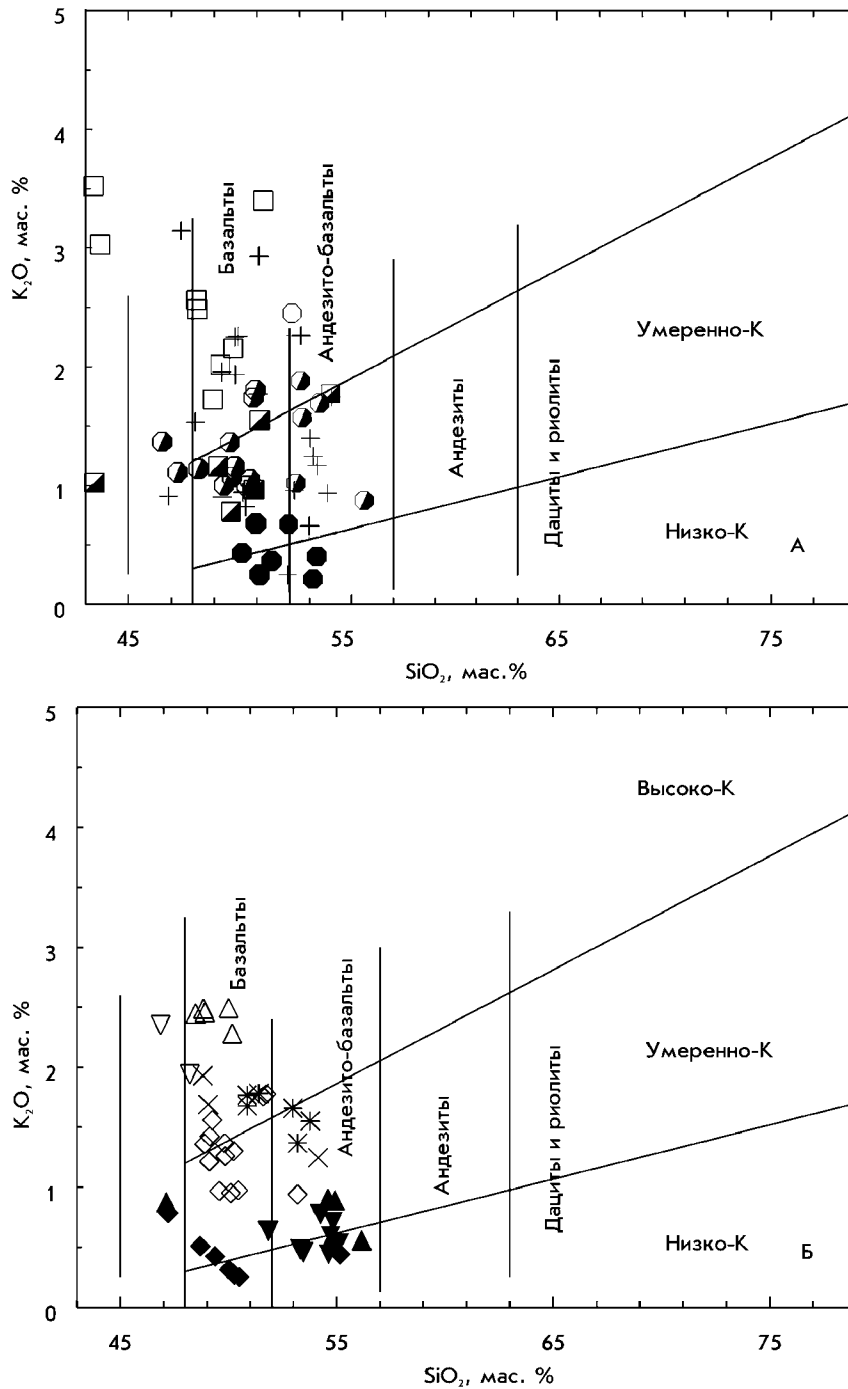 5
4
3
2
1
0
K₂O, мас. %
Базальты
Андезито-базальты
Андезиты
Дациты и риолиты
Умеренно-К
Низко-К
А
45
55
65
75
SiO₂, мас.%
5
4
3
2
1
0
K₂O, мас. %
Высоко-К
Базальты
Андезито-базальты
Андезиты
Дациты и риолиты
Умеренно-К
Низко-К
Б
45
55
65
75
SiO₂, мас. %